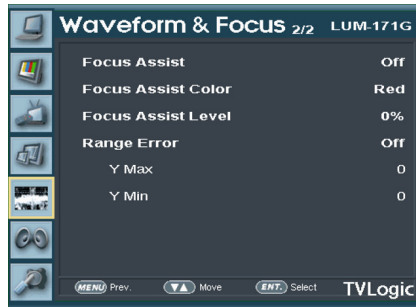 Waveform & Focus 2/2 LUM-171G
Focus Assist Off
Focus Assist Color Red
Focus Assist Level 0%
Range Error Off
Y Max 0
Y Min 0
MENU Prev. ▼▲ Move ENT. Select TVLogic